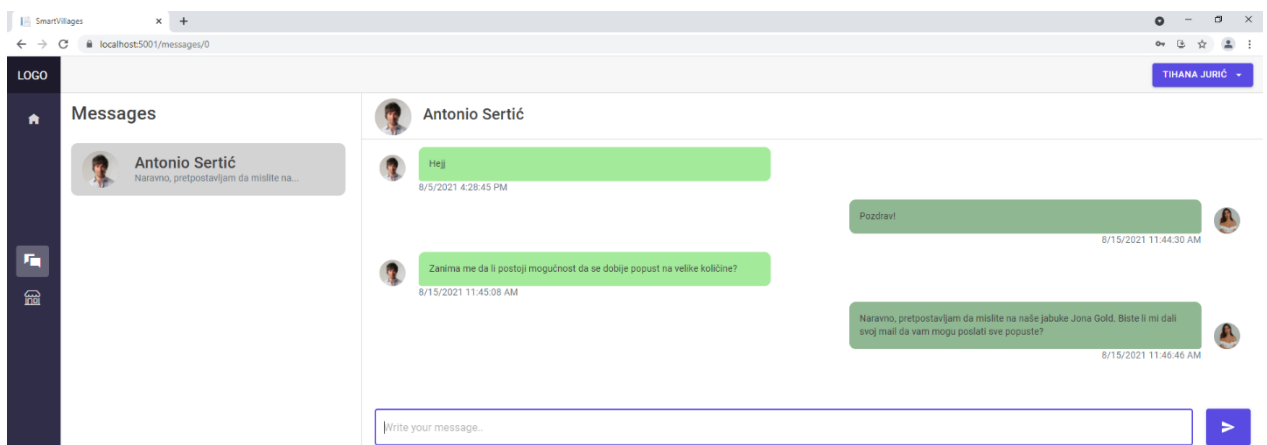 SmartVillages
localhost:5001/messages/0
LOGO
TIHANA JURIĆ
Messages
Antonio Sertić
Antonio Sertić
Naravno, pretpostavljam da mislite na...
Hejj
8/5/2021 4:28:45 PM
Pozdrav!
8/15/2021 11:44:30 AM
Zanima me da li postoji mogućnost da se dobije popust na velike količine?
8/15/2021 11:45:08 AM
Naravno, pretpostavljam da mislite na naše jabuke Jona Gold. Biste li mi dali
svoj mail da vam mogu poslati sve popuste?
8/15/2021 11:46:46 AM
Write your message..